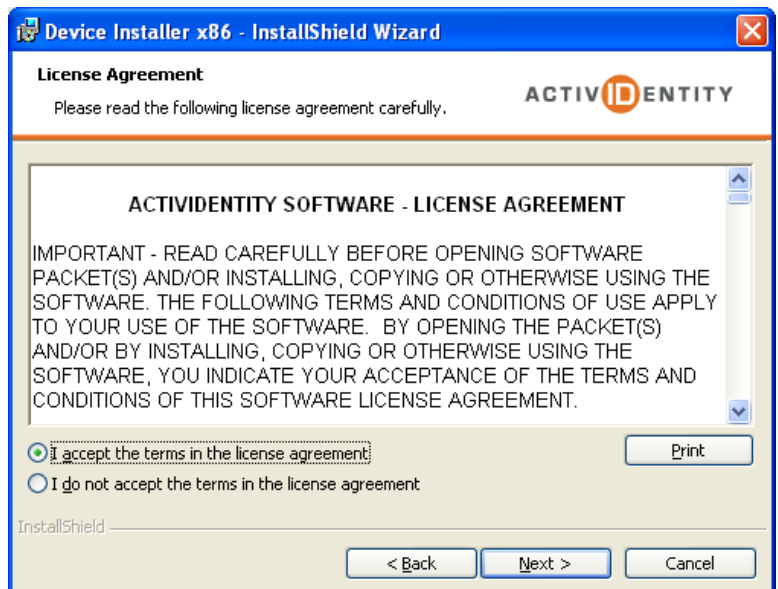 Device Installer x86 - InstallShield Wizard
License Agreement
Please read the following license agreement carefully.
ACTIVIDENTITY
ACTIVIDENTITY SOFTWARE - LICENSE AGREEMENT
IMPORTANT - READ CAREFULLY BEFORE OPENING SOFTWARE
PACKET(S) AND/OR INSTALLING, COPYING OR OTHERWISE USING THE
SOFTWARE. THE FOLLOWING TERMS AND CONDITIONS OF USE APPLY
TO YOUR USE OF THE SOFTWARE.  BY OPENING THE PACKET(S)
AND/OR BY INSTALLING, COPYING OR OTHERWISE USING THE
SOFTWARE, YOU INDICATE YOUR ACCEPTANCE OF THE TERMS AND
CONDITIONS OF THIS SOFTWARE LICENSE AGREEMENT.
I accept the terms in the license agreement
Print
I do not accept the terms in the license agreement
InstallShield
< Back
Next >
Cancel